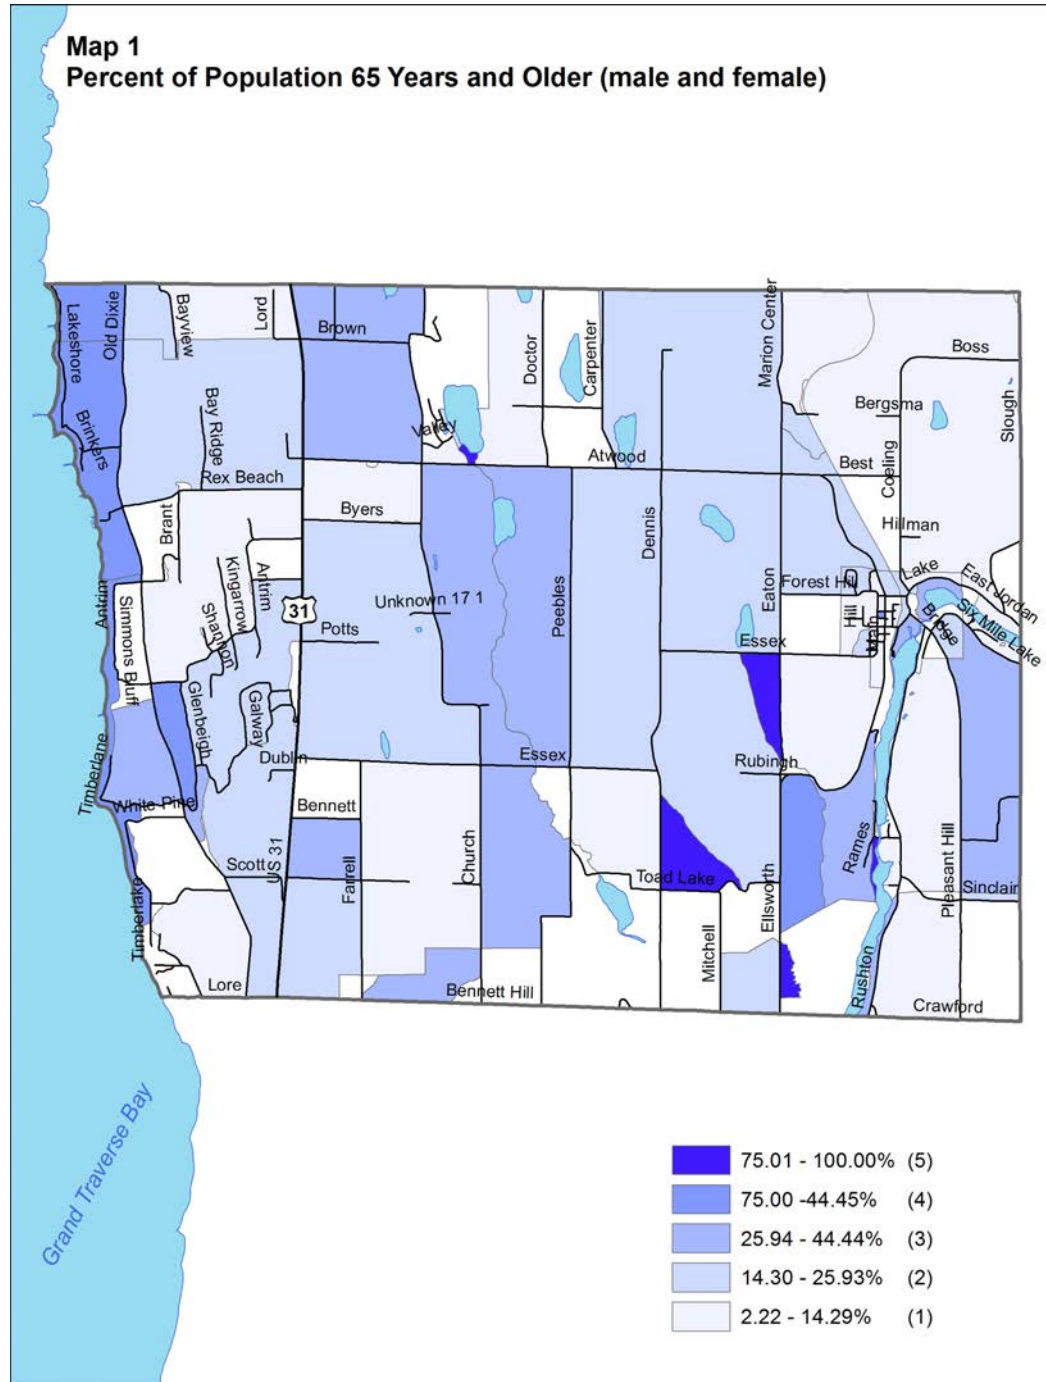 Map 1
Percent of Population 65 Years and Older (male and female)
Lakeshore
Old Dixie
Bayview
Lord
Brown
Doctor
Carpenter
Marion Center
Boss
Bergsma
Slough
Brinkers
Bay Ridge
Valley
Atwood
Best
Coeling
Rex Beach
Byers
Brant
Dennis
Hillman
Kingarrow
Antrim
Antrim
Simmons Bluff
Shannon
31
Unknown 17 1
Potts
Peebles
Eaton
Forest Hill
Lake
East Jordan
Hill
Main
Bridge
Six Mile Lake
Essex
Glenbeigh
Galway
Dublin
Essex
Rubingh
Timberlane
White Pine
Bennett
Scott
US 31
Farrell
Church
Toad Lake
Ellsworth
Rames
Pleasant Hill
Sinclair
Timberlake
Mitchell
Lore
Bennett Hill
Rushton
Crawford
Grand Traverse Bay
75.01 - 100.00% (5)
75.00 -44.45% (4)
25.94 - 44.44% (3)
14.30 - 25.93% (2)
2.22 - 14.29% (1)